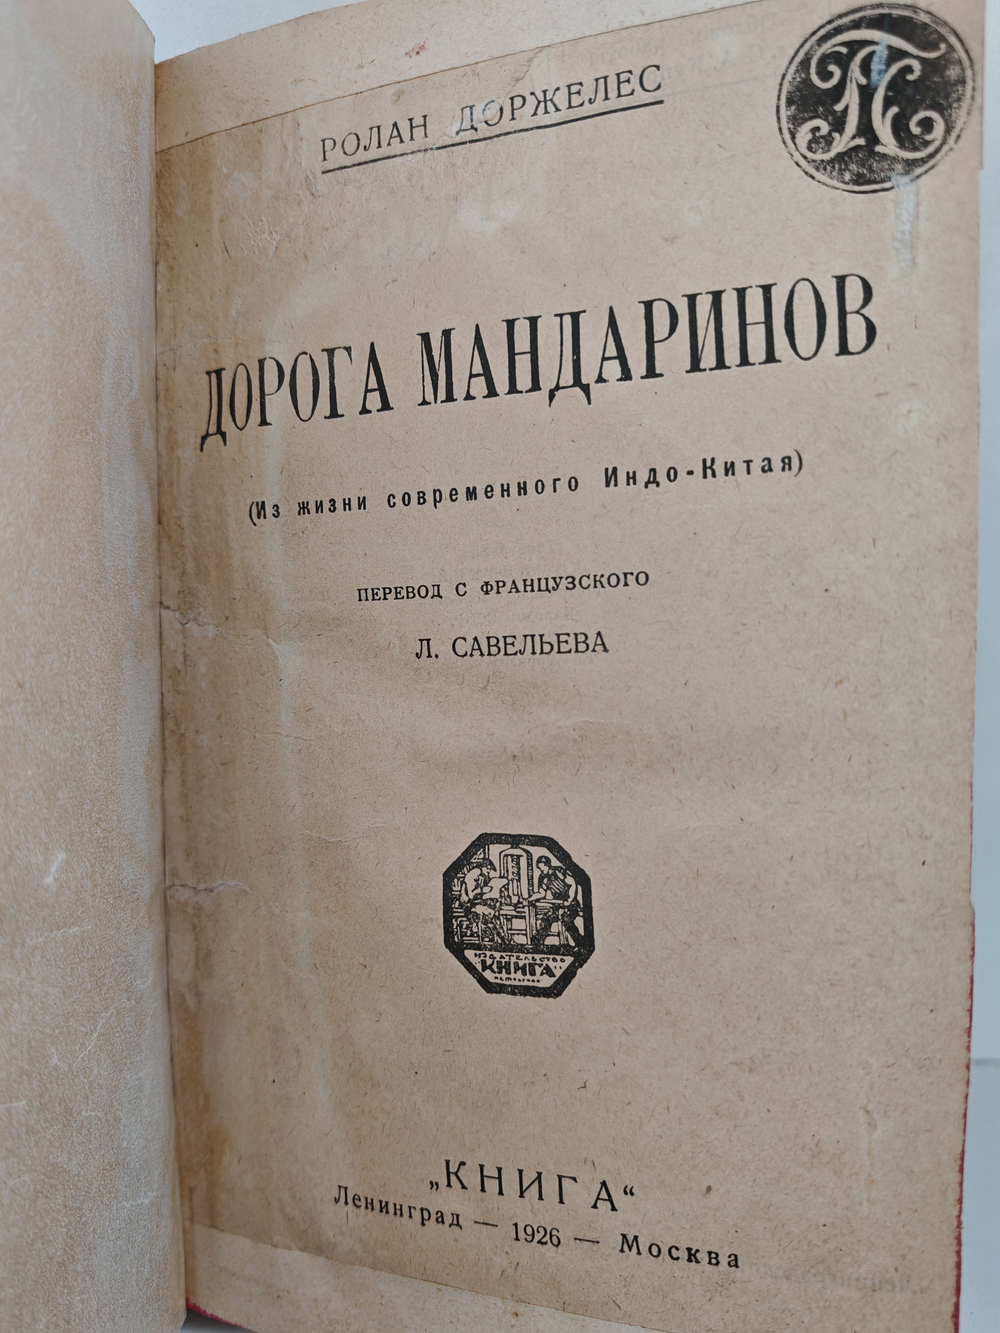 РОЛАН ДОРЖЕЛЕС
ДОРОГА МАНДАРИНОВ
(Из жизни современного Индо-Китая)
ПЕРЕВОД С ФРАНЦУЗСКОГО
Л. САВЕЛЬЕВА
ИЗДАТЕЛЬСТВО
"КНИГА"
„КНИГА“
Ленинград — 1926 — Москва